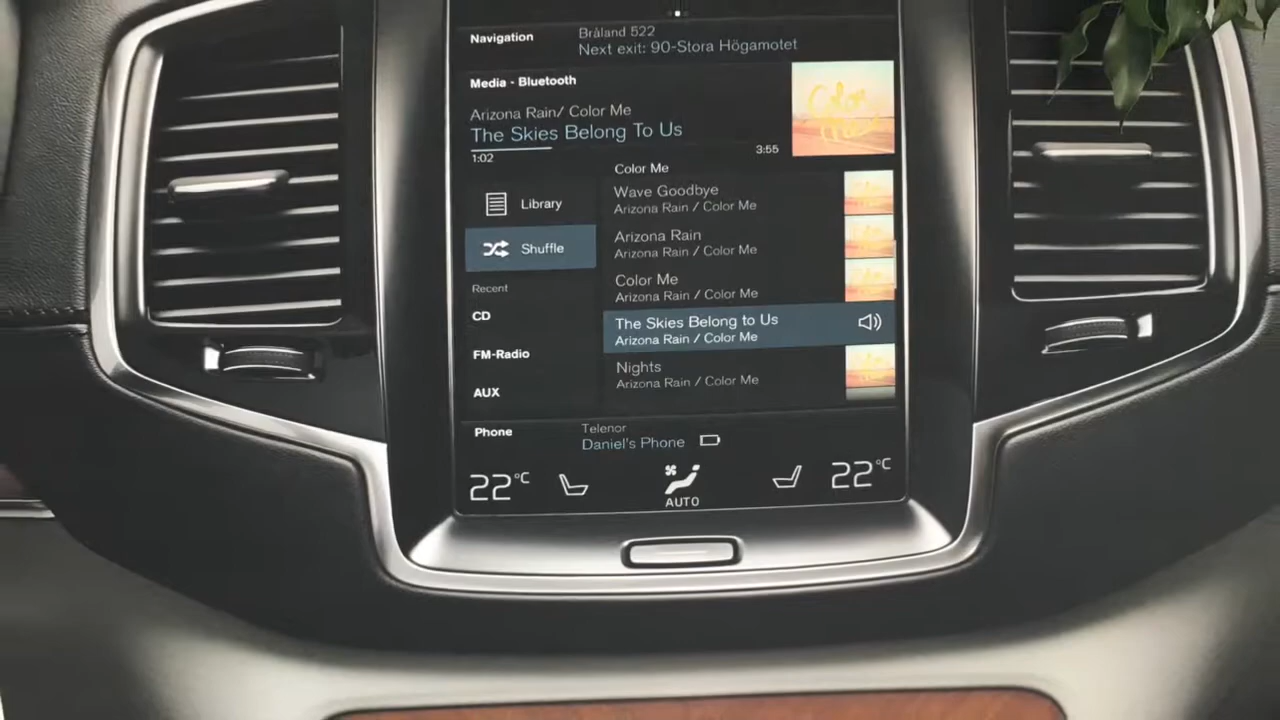 Navigation
Bråland 522
Next exit: 90-Stora Högamotet
Media - Bluetooth
Arizona Rain/ Color Me
The Skies Belong To Us
1:02
3:55
Color Me
Color Me
Wave Goodbye
Arizona Rain / Color Me
Library
Arizona Rain
Arizona Rain / Color Me
Shuffle
Color Me
Arizona Rain / Color Me
Recent
CD
The Skies Belong to Us
Arizona Rain / Color Me
FM-Radio
Nights
Arizona Rain / Color Me
AUX
Phone
Telenor
Daniel's Phone
22°C
AUTO
22°C